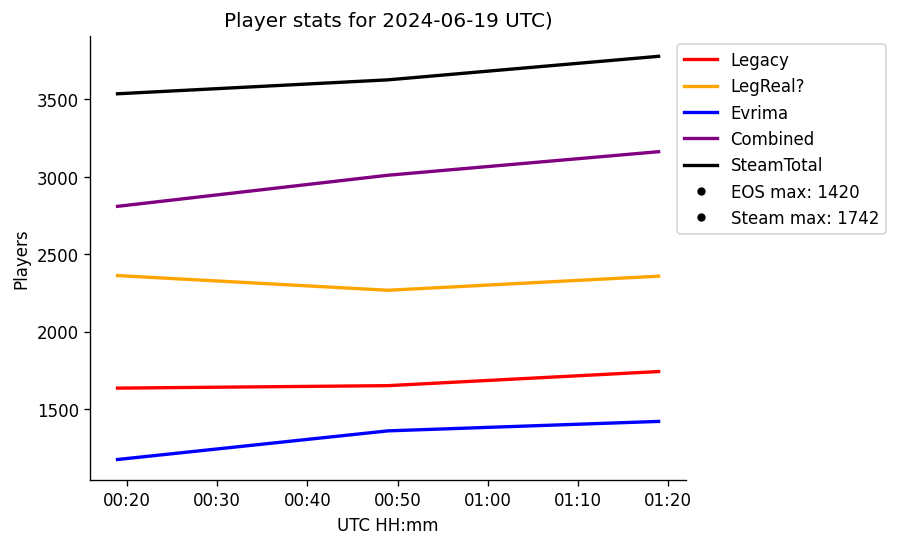 Player stats for 2024-06-19 UTC)
Players
3500
3000
2500
2000
1500
00:20 00:30 00:40 00:50 01:00 01:10 01:20
UTC HH:mm
Legacy
LegReal?
Evrima
Combined
SteamTotal
EOS max: 1420
Steam max: 1742